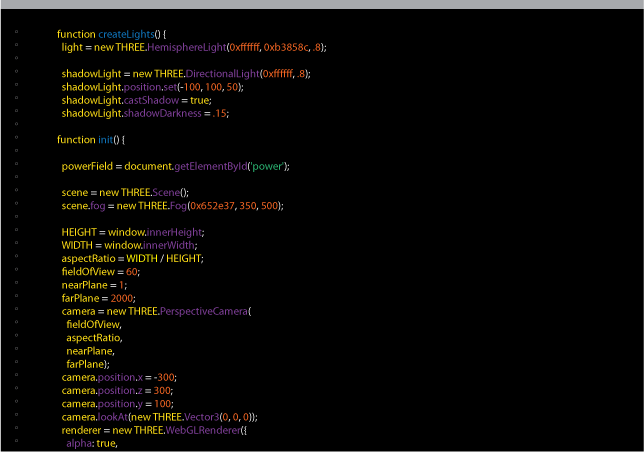 function createLights() {
light = new THREE.HemisphereLight(0xffffff, 0xb3858c, .8);
shadowLight = new THREE.DirectionalLight(0xffffff, .8);
shadowLight.position.set(-100, 100, 50);
shadowLight.castShadow = true;
shadowLight.shadowDarkness = .15;
function init() {
powerField = document.getElementById('power');
scene = new THREE.Scene();
scene.fog = new THREE.Fog(0x652e37, 350, 500);
HEIGHT = window.innerHeight;
WIDTH = window.innerWidth;
aspectRatio = WIDTH / HEIGHT;
fieldOfView = 60;
nearPlane = 1;
farPlane = 2000;
camera = new THREE.PerspectiveCamera(
fieldOfView,
aspectRatio,
nearPlane,
farPlane);
camera.position.x = -300;
camera.position.z = 300;
camera.position.y = 100;
camera.lookAt(new THREE.Vector3(0, 0, 0));
renderer = new THREE.WebGLRenderer({
alpha: true,